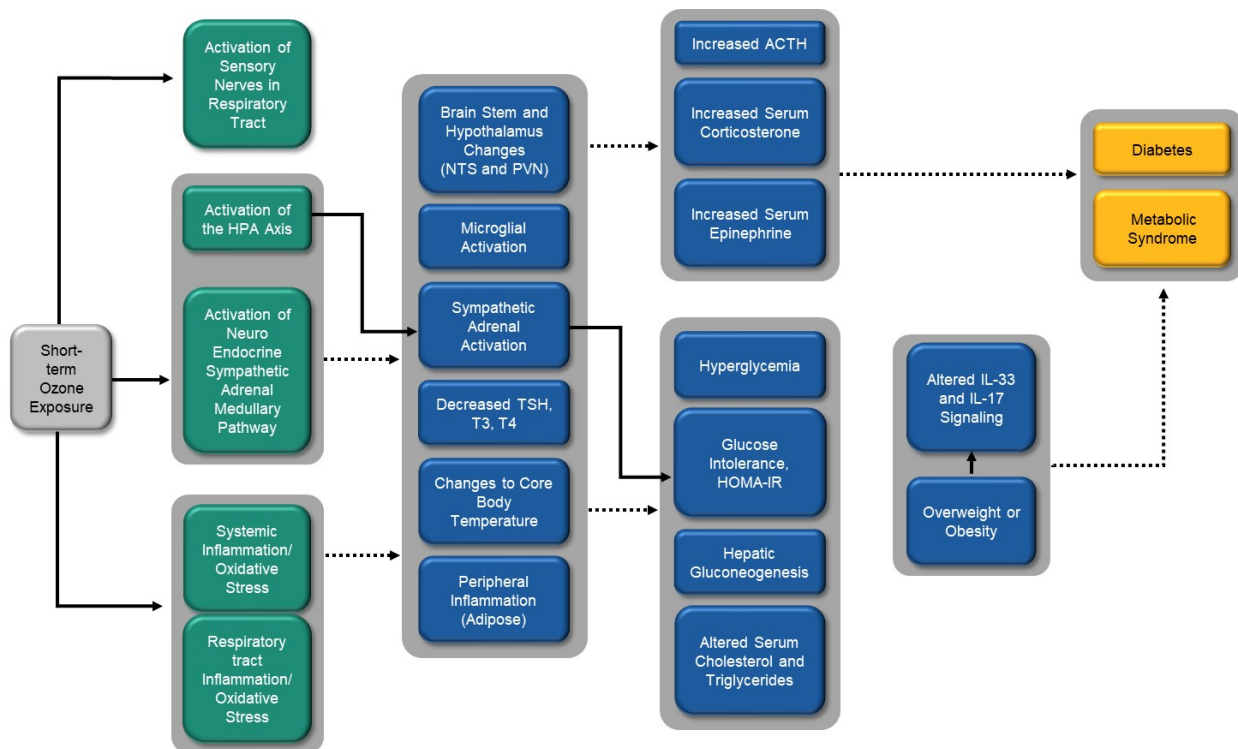 Short-
term
Ozone
Exposure
Activation of
Sensory
Nerves in
Respiratory
Tract
Activation of
the HPA Axis
Activation of
Neuro
Endocrine
Sympathetic
Adrenal
Medullary
Pathway
Systemic
Inflammation/
Oxidative
Stress
Respiratory
tract
Inflammation/
Oxidative
Stress
Brain Stem and
Hypothalamus
Changes
(NTS and PVN)
Microglial
Activation
Sympathetic
Adrenal
Activation
Decreased TSH,
T3, T4
Changes to Core
Body
Temperature
Peripheral
Inflammation
(Adipose)
Increased ACTH
Increased Serum
Corticosterone
Increased Serum
Epinephrine
Hyperglycemia
Glucose
Intolerance,
HOMA-IR
Hepatic
Gluconeogenesis
Altered Serum
Cholesterol and
Triglycerides
Altered IL-33
and IL-17
Signaling
Overweight or
Obesity
Diabetes
Metabolic
Syndrome